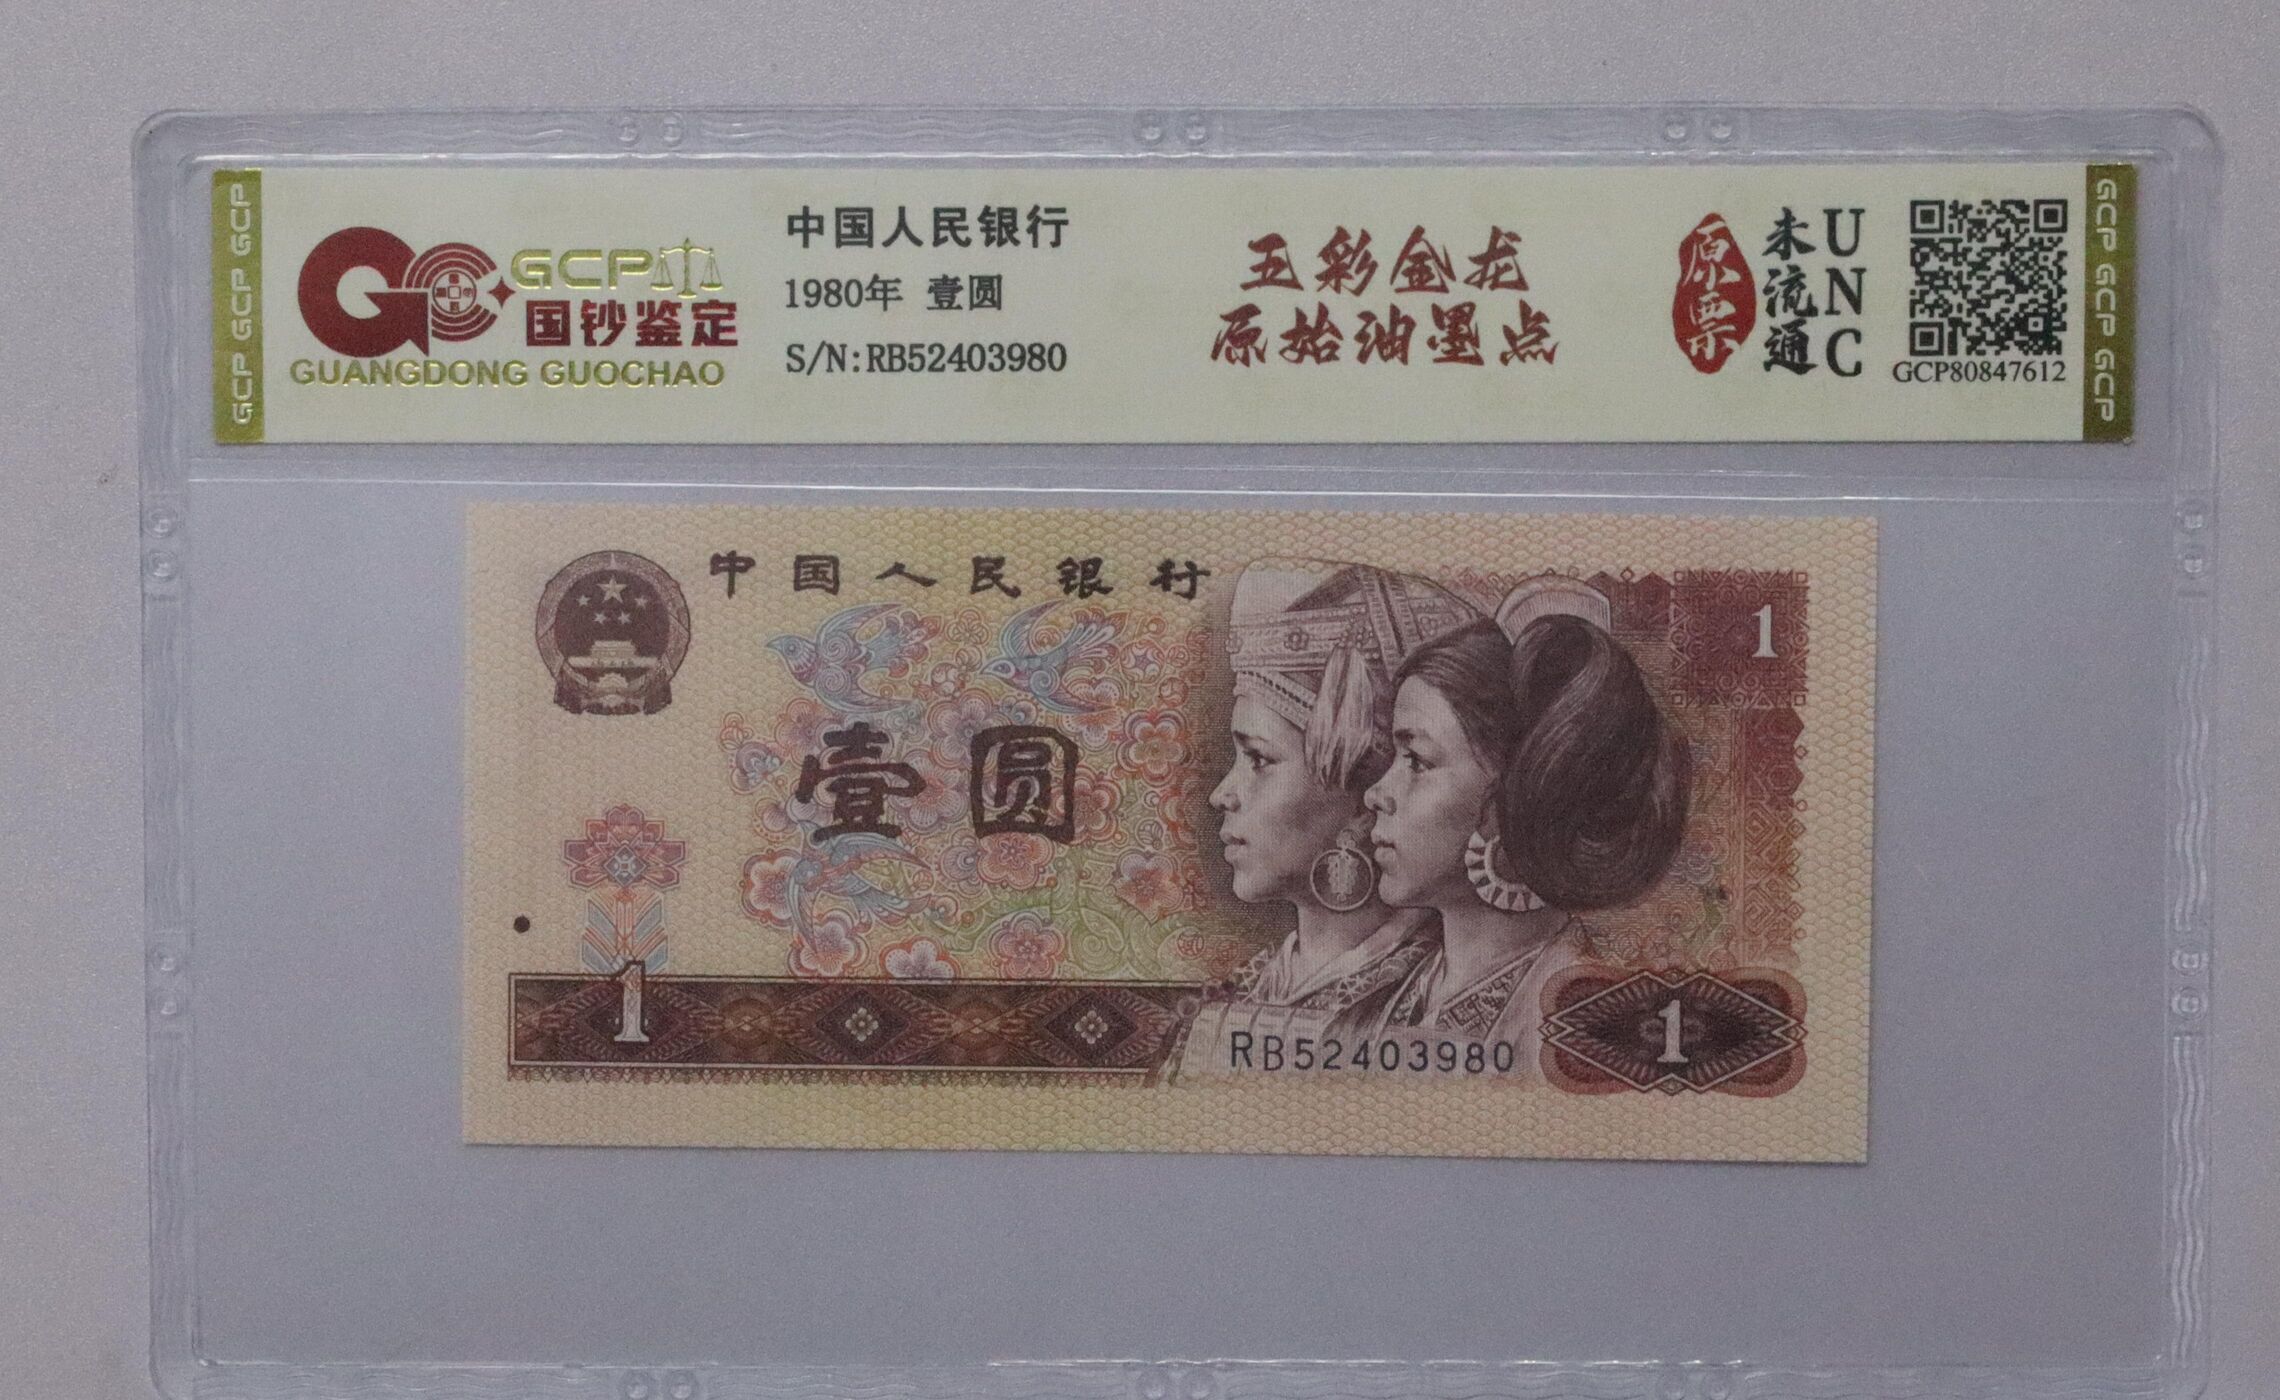 GCP GCP GCP
GCP
国钞鉴定
GUANGDONG GUOCHAO
中国人民银行
1980年 壹圆
S/N:RB52403980
五彩金龙
原始油墨点
原票
未流通
UNC
GCP80847612
GCP GCP GCP
中国人民银行
1
壹圆
1
RB52403980
1